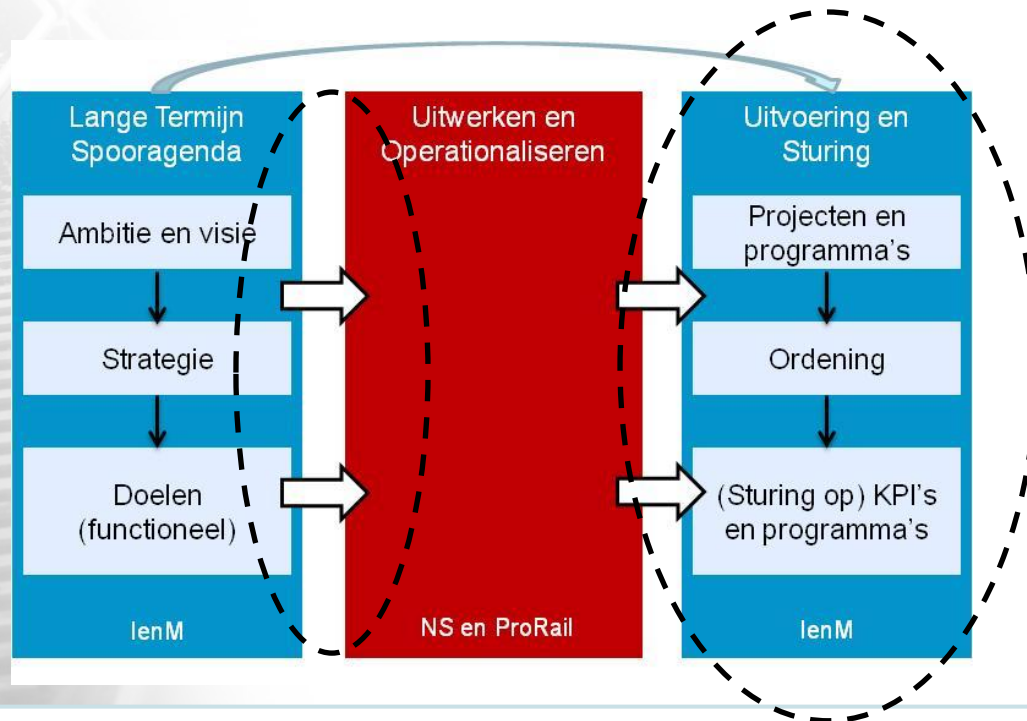 Lange Termijn
Spooragenda
Ambitie en visie
Strategie
Doelen
(functioneel)
IenM
Uitwerken en
Operationaliseren
NS en ProRail
Uitvoering en
Sturing
Projecten en
programma's
Ordening
(Sturing op) KPI's
en programma's
IenM